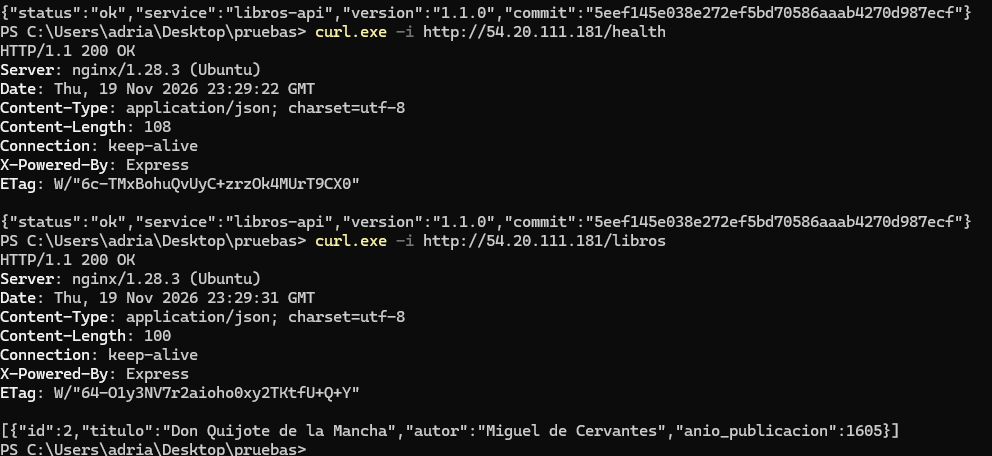 {"status":"ok","service":"libros-api","version":"1.1.0","commit":"5eef145e038e272ef5bd70586aaab4270d987ecf"}
PS C:\Users\adria\Desktop\pruebas> curl.exe -i http://54.20.111.181/health
HTTP/1.1 200 OK
Server: nginx/1.28.3 (Ubuntu)
Date: Thu, 19 Nov 2026 23:29:22 GMT
Content-Type: application/json; charset=utf-8
Content-Length: 108
Connection: keep-alive
X-Powered-By: Express
ETag: W/"6c-TMxBohuQvUyC+zrzOk4MUrT9CX0"

{"status":"ok","service":"libros-api","version":"1.1.0","commit":"5eef145e038e272ef5bd70586aaab4270d987ecf"}
PS C:\Users\adria\Desktop\pruebas> curl.exe -i http://54.20.111.181/libros
HTTP/1.1 200 OK
Server: nginx/1.28.3 (Ubuntu)
Date: Thu, 19 Nov 2026 23:29:31 GMT
Content-Type: application/json; charset=utf-8
Content-Length: 100
Connection: keep-alive
X-Powered-By: Express
ETag: W/"64-O1y3NV7r2aioho0xy2TKtfU+Q+Y"

[{"id":2,"titulo":"Don Quijote de la Mancha","autor":"Miguel de Cervantes","anio_publicacion":1605}]
PS C:\Users\adria\Desktop\pruebas>